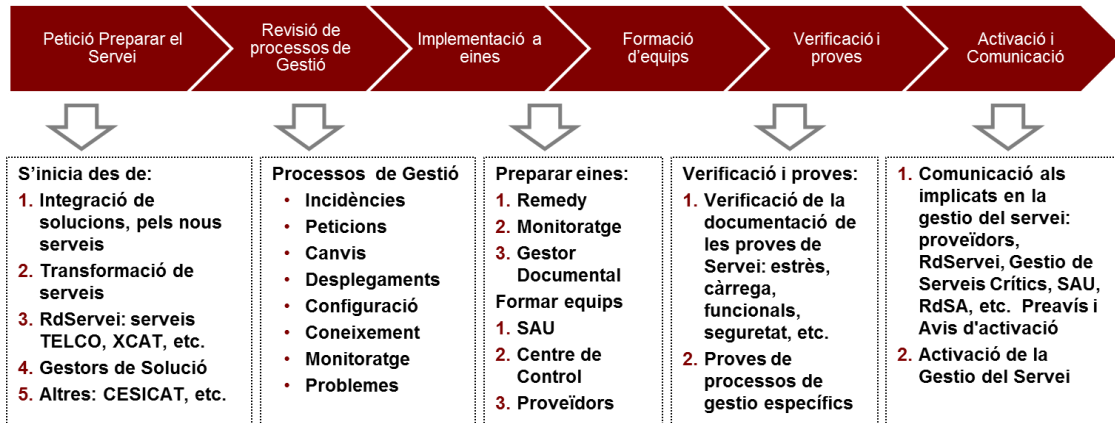 Petició Preparar el
Servei
Revisió de
processos de
Gestió
Implementació a
eines
Formació
d'equips
Verificació i
proves
Activació i
Comunicació
S'inicia des de:
1. Integració de
solucions, pels nous
serveis
2. Transformació de
serveis
3. RdServei: serveis
TELCO, XCAT, etc.
4. Gestors de Solució
5. Altres: CESICAT, etc.
Processos de Gestió
• Incidències
• Peticions
• Canvis
• Desplegaments
• Configuració
• Coneixement
• Monitoratge
• Problemes
Preparar eines:
1. Remedy
2. Monitoratge
3. Gestor
Documental
Formar equips
1. SAU
2. Centre de
Control
3. Proveïdors
Verificació i proves:
1. Verificació de la
documentació de
les proves de
Servei: estrès,
càrrega,
funcionals,
seguretat, etc.
2. Proves de
processos de
gestio específics
1. Comunicació als
implicats en la
gestio del servei:
proveïdors,
RdServei, Gestio de
Serveis Crítics, SAU,
RdSA, etc. Preavís i
Avis d'activació
2. Activació de la
Gestio del Servei